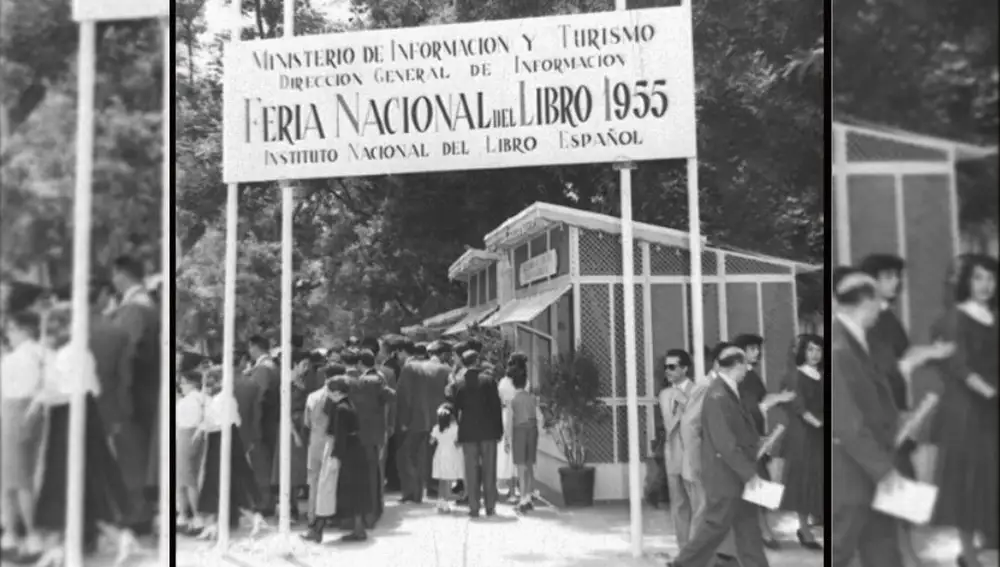 MINISTERIO DE INFORMACION Y TURISMO
DIRECCION GENERAL DE INFORMACION
FERIA NACIONAL DEL LIBRO 1955
INSTITUTO NACIONAL DEL LIBRO ESPAÑOL